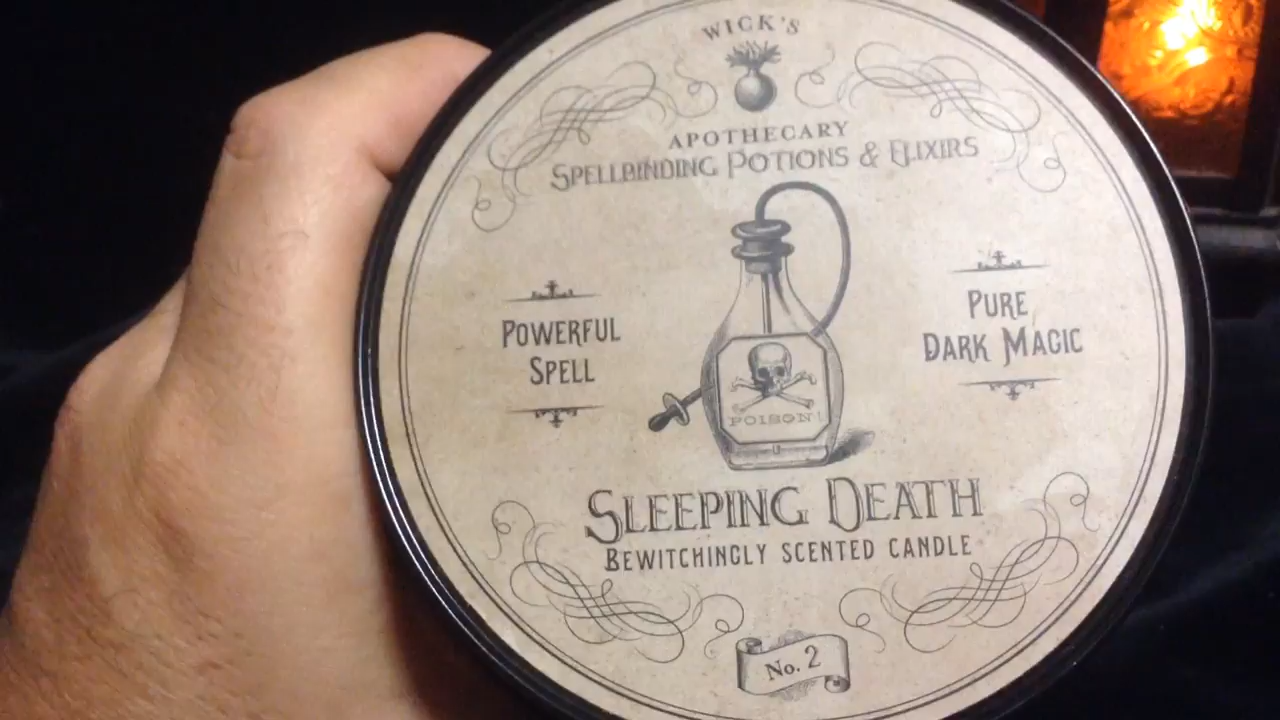 WICK'S
APOTHECARY
SPELLBINDING POTIONS & ELIXIRS
POWERFUL
SPELL
PURE
DARK MAGIC
POISON!
SLEEPING DEATH
BEWITCHINGLY SCENTED CANDLE
No. 2